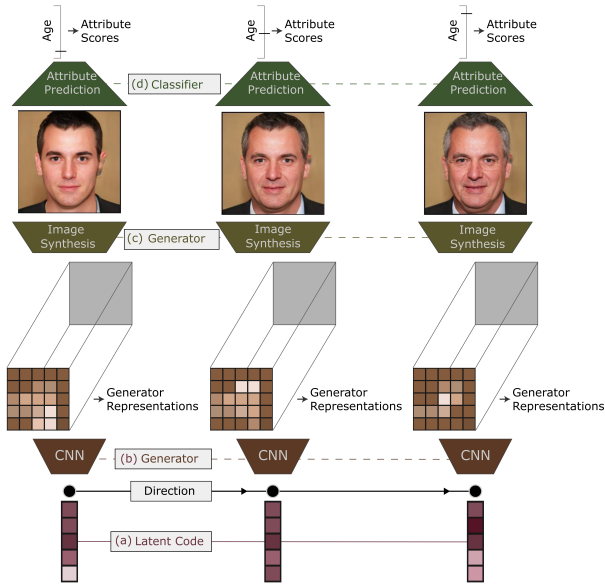 Age
Attribute
Scores
Age
Attribute
Scores
Age
Attribute
Scores
Attribute
Prediction
(d) Classifier
Attribute
Prediction
Attribute
Prediction
Image
Synthesis
(c) Generator
Image
Synthesis
Image
Synthesis
Generator
Representations
Generator
Representations
Generator
Representations
CNN
(b) Generator
CNN
CNN
Direction
(a) Latent Code